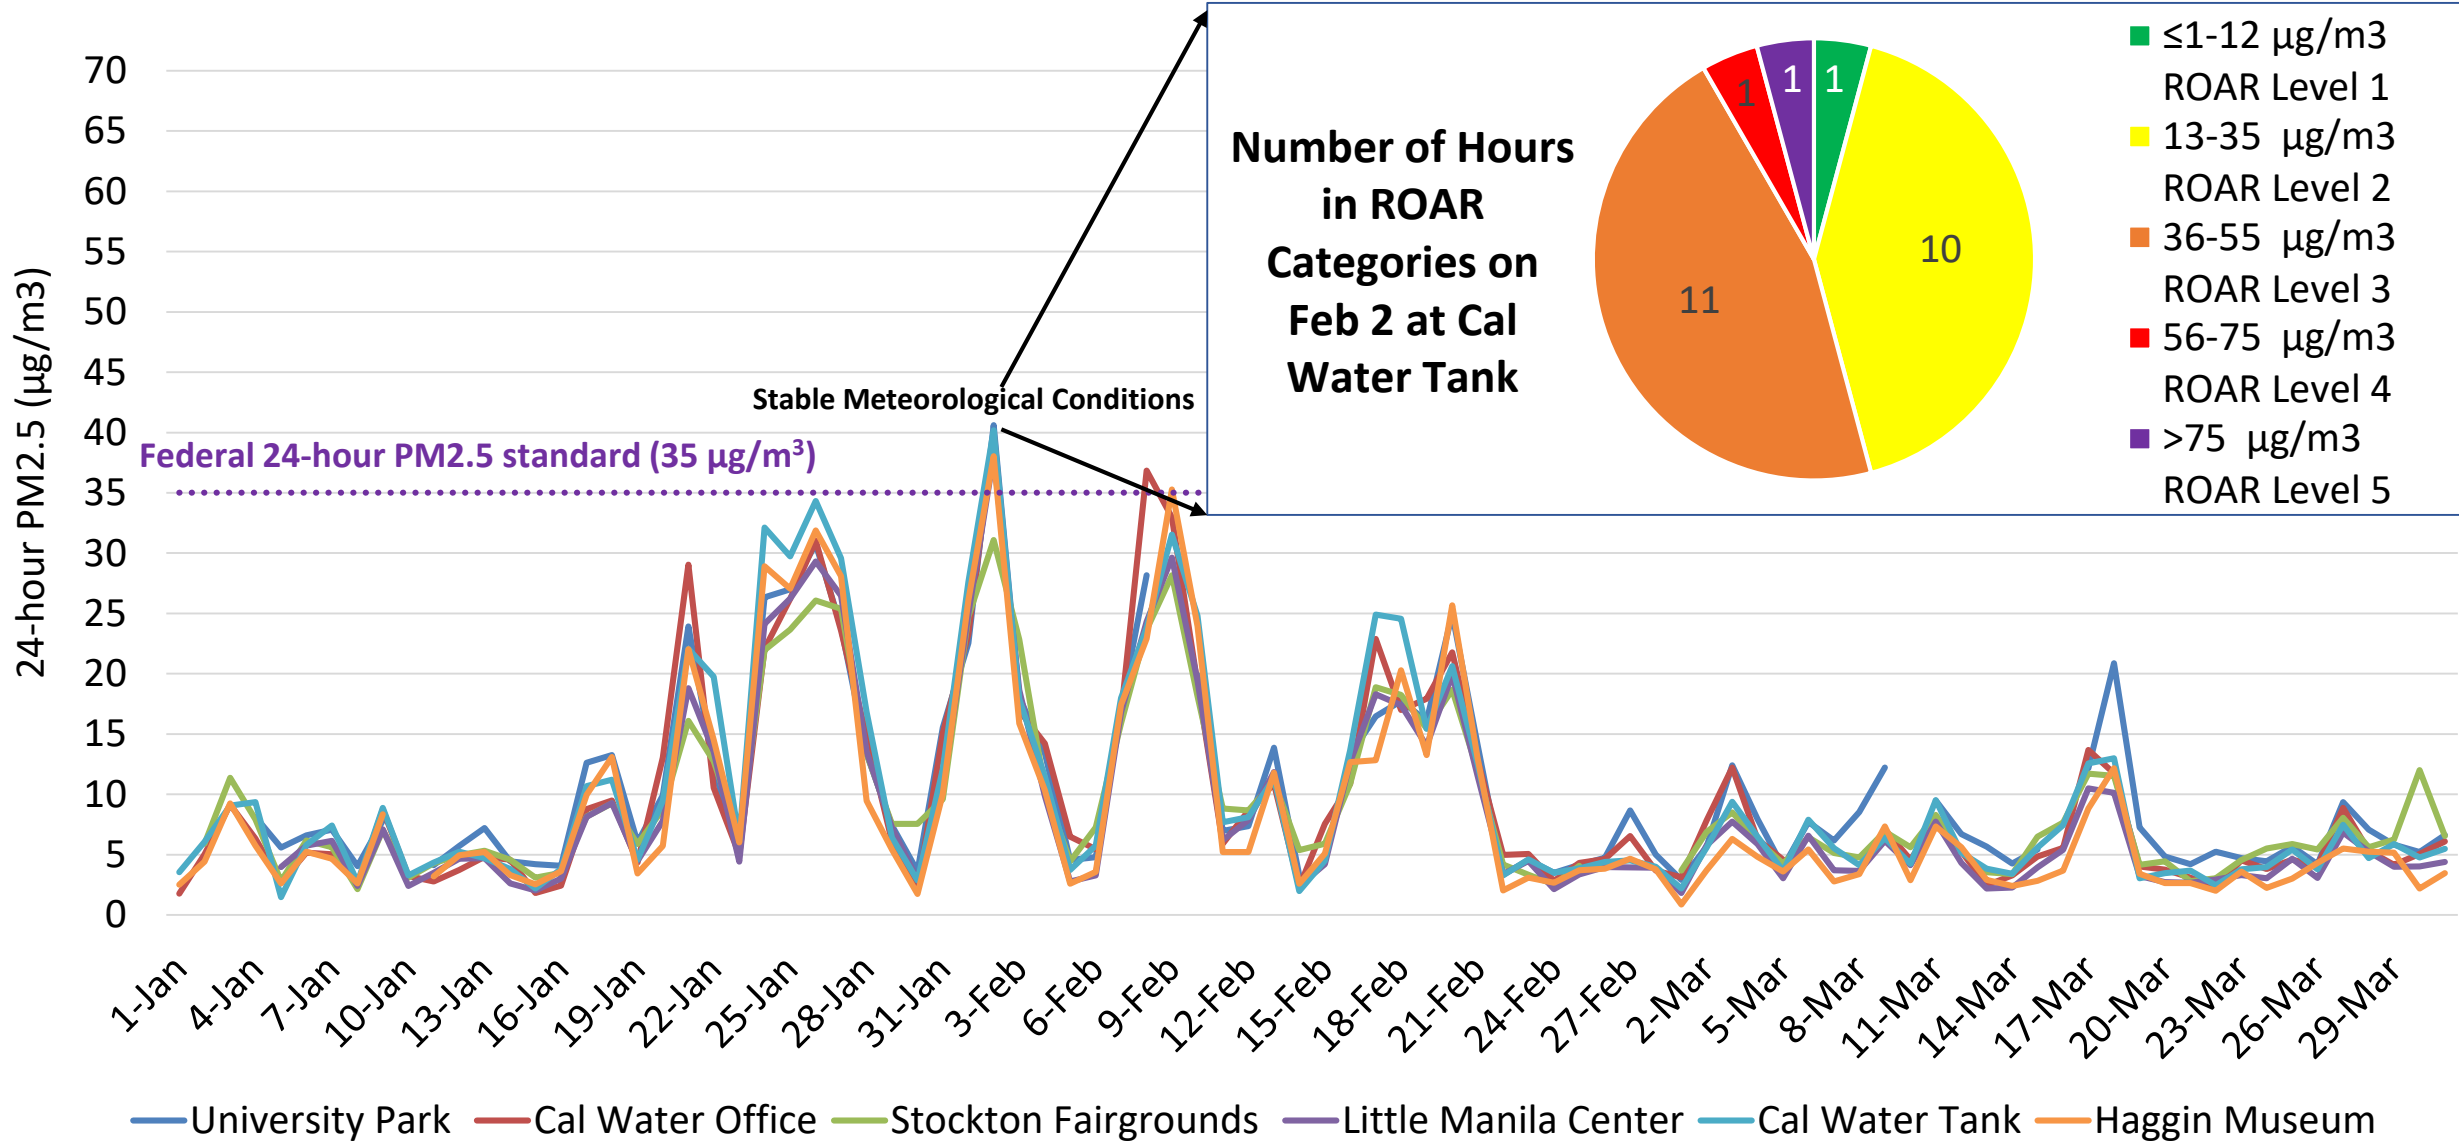 70
65
60
55
50
45
40
35
30
25
20
15
10
5
0
24-hour PM2.5 (µg/m3)
Stable Meteorological Conditions
Federal 24-hour PM2.5 standard (35 µg/m³)
Number of Hours
in ROAR
Categories on
Feb 2 at Cal
Water Tank
1
10
11
1
1
≤1-12 µg/m3
ROAR Level 1
13-35 µg/m3
ROAR Level 2
36-55 µg/m3
ROAR Level 3
56-75 µg/m3
ROAR Level 4
>75 µg/m3
ROAR Level 5
1-Jan
4-Jan
7-Jan
10-Jan
13-Jan
16-Jan
19-Jan
22-Jan
25-Jan
28-Jan
31-Jan
3-Feb
6-Feb
9-Feb
12-Feb
15-Feb
18-Feb
21-Feb
24-Feb
27-Feb
2-Mar
5-Mar
8-Mar
11-Mar
14-Mar
17-Mar
20-Mar
23-Mar
26-Mar
29-Mar
University Park
Cal Water Office
Stockton Fairgrounds
Little Manila Center
Cal Water Tank
Haggin Museum